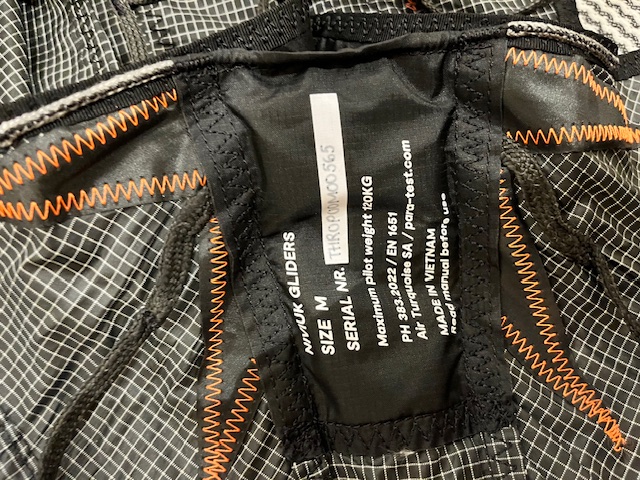 NIVIUK GLIDERS
SIZE M
SERIAL NR. THROPRIM00565
Maximum pilot weight 120KG
PH 383.2022 / EN 1651
Air Turquoise SA / para-test.com
MADE IN VIETNAM
Read manual before use